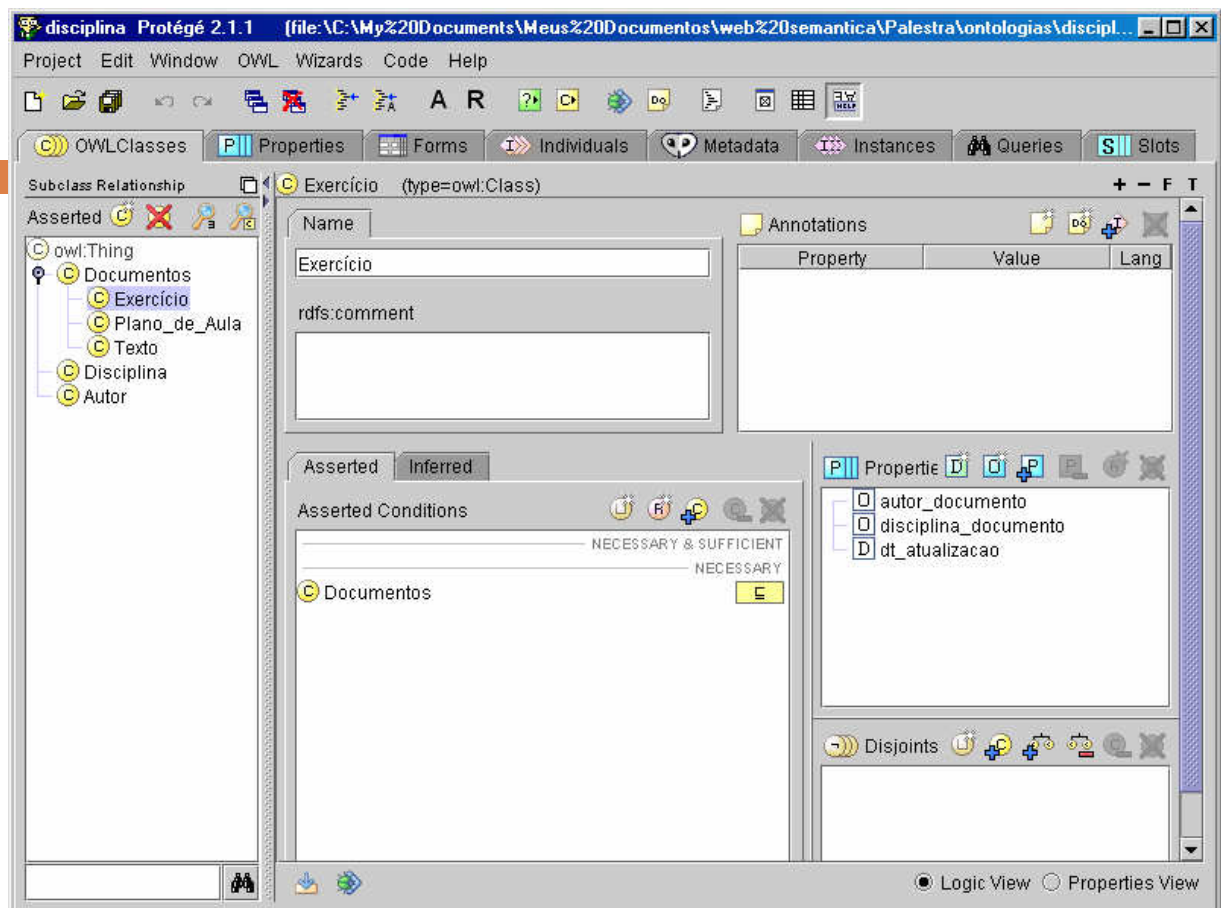 disciplina Protégé 2.1.1 (file:\C:\My%20Documents\Meus%20Documentos\web%20semantica\Palestra\ontologias\discipl...
Project Edit Window OWL Wizards Code Help
A R
OWLClasses Properties Forms Individuals Metadata Instances Queries Slots
Subclass Relationship
Asserted
owl:Thing
Documentos
Exercício
Plano_de_Aula
Texto
Disciplina
Autor
Exercício (type=owl:Class)
+ - F T
Name
Exercício
rdfs:comment
Annotations
Property Value Lang
Asserted Inferred
Asserted Conditions
NECESSARY & SUFFICIENT
NECESSARY
Documentos
Propertie
autor_documento
disciplina_documento
dt_atualizacao
Disjoints
Logic View Properties View